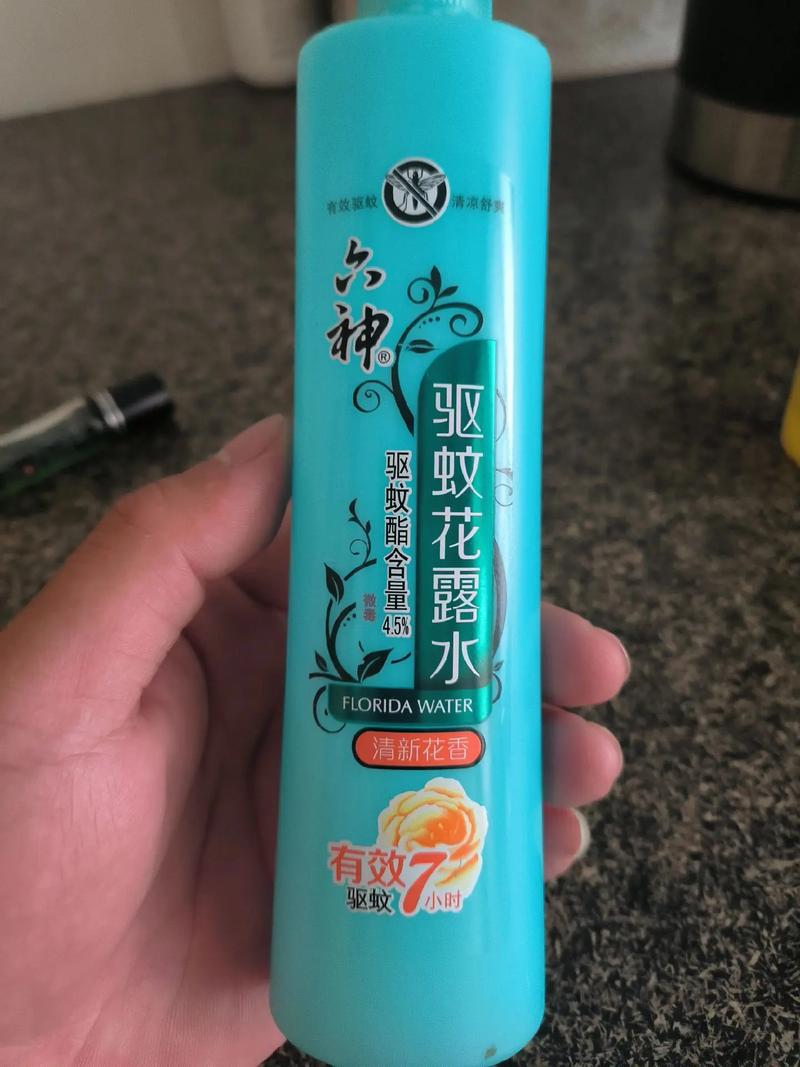 有效驱蚊 清凉舒爽
六神®
驱蚊花露水
驱蚊酯含量4.5%
微毒
FLORIDA WATER
清新花香
有效7小时
驱蚊